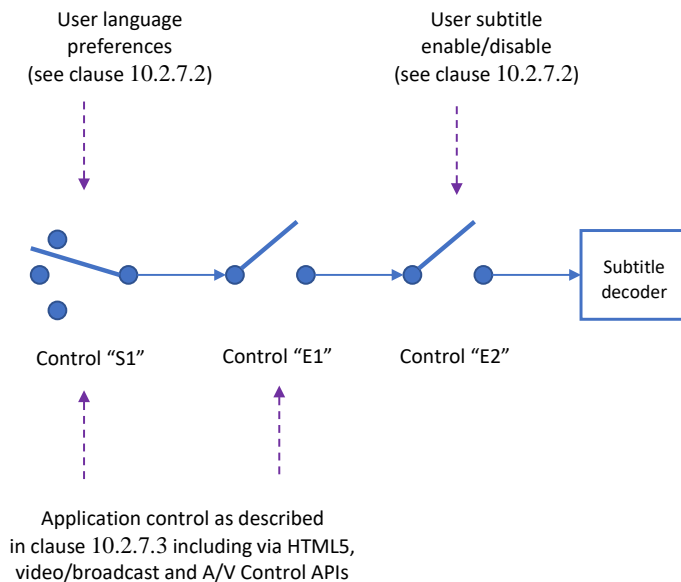 User language
preferences
(see clause 10.2.7.2)
User subtitle
enable/disable
(see clause 10.2.7.2)
Subtitle
decoder
Control “S1”
Control “E1”
Control “E2”
Application control as described
in clause 10.2.7.3 including via HTML5,
video/broadcast and A/V Control APIs